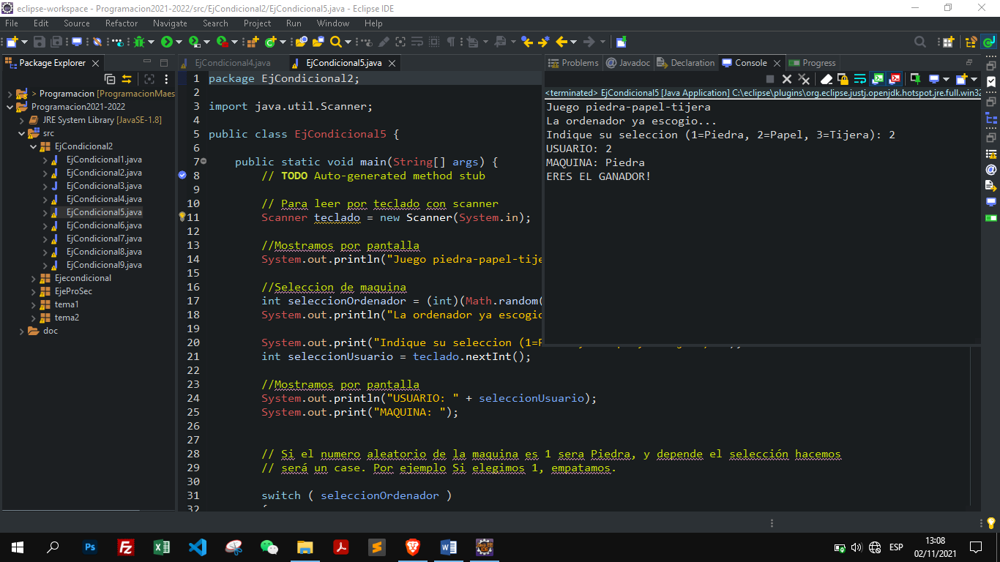 eclipse-workspace - Programacion2021-2022/src/EjCondicional2/EjCondicional5.java - Eclipse IDE
File Edit Source Refactor Navigate Search Project Run Window Help
Package Explorer
> Programacion [ProgramacionMaes
Programacion2021-2022
JRE System Library [JavaSE-1.8]
src
EjCondicional2
EjCondicional1.java
EjCondicional2.java
EjCondicional3.java
EjCondicional4.java
EjCondicional5.java
EjCondicional6.java
EjCondicional7.java
EjCondicional8.java
EjCondicional9.java
Ejecondicional
EjeProSec
tema1
tema2
doc
EjCondicional4.java EjCondicional5.java
1 package EjCondicional2;
2
3 import java.util.Scanner;
4
5 public class EjCondicional5 {
6
7 public static void main(String[] args) {
8 // TODO Auto-generated method stub
9
10 // Para leer por teclado con scanner
11 Scanner teclado = new Scanner(System.in);
12
13 //Mostramos por pantalla
14 System.out.println("Juego piedra-papel-tije
15
16 //Seleccion de maquina
17 int seleccionOrdenador = (int)(Math.random(
18 System.out.println("La ordenador ya escogio
19
20 System.out.print("Indique su seleccion (1=P
21 int seleccionUsuario = teclado.nextInt();
22
23 //Mostramos por pantalla
24 System.out.println("USUARIO: " + seleccionUsuario);
25 System.out.print("MAQUINA: ");
26
27
28 // Si el numero aleatorio de la maquina es 1 sera Piedra, y depende el selección hacemos
29 // será un case. Por ejemplo Si elegimos 1, empatamos.
30
31 switch ( seleccionOrdenador )
32 {
Problems Javadoc Declaration Console Progress
<terminated> EjCondicional5 [Java Application] C:\eclipse\plugins\org.eclipse.justj.openjdk.hotspot.jre.full.win32
Juego piedra-papel-tijera
La ordenador ya escogio...
Indique su seleccion (1=Piedra, 2=Papel, 3=Tijera): 2
USUARIO: 2
MAQUINA: Piedra
ERES EL GANADOR!
ESP
13:08
02/11/2021